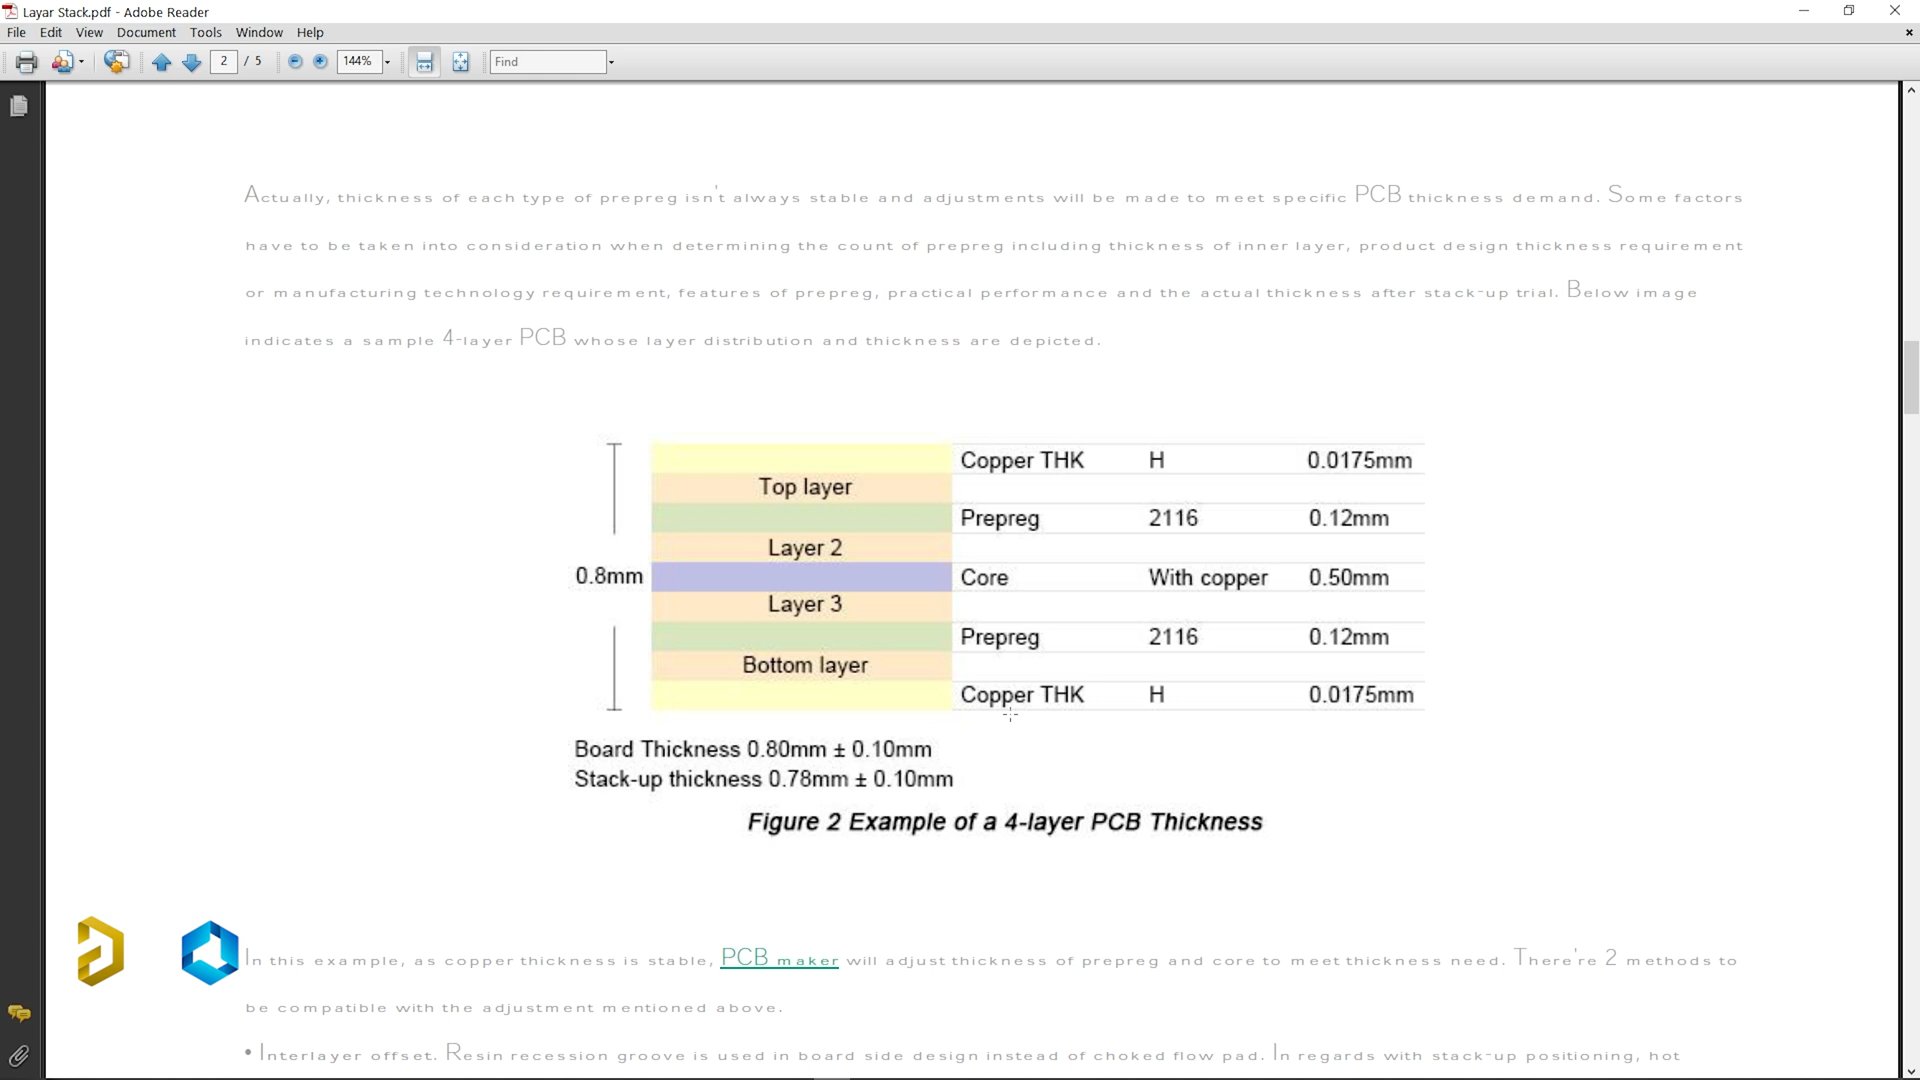 Layar Stack.pdf - Adobe Reader
File Edit View Document Tools Window Help
2 / 5 144% Find
Actually, thickness of each type of prepreg isn't always stable and adjustments will be made to meet specific PCB thickness demand. Some factors
have to be taken into consideration when determining the count of prepreg including thickness of inner layer, product design thickness requirement
or manufacturing technology requirement, features of prepreg, practical performance and the actual thickness after stack-up trial. Below image
indicates a sample 4-layer PCB whose layer distribution and thickness are depicted.
Copper THK H 0.0175mm
Top layer
Prepreg 2116 0.12mm
Layer 2
0.8mm Core With copper 0.50mm
Layer 3
Prepreg 2116 0.12mm
Bottom layer
Copper THK H 0.0175mm
Board Thickness 0.80mm ± 0.10mm
Stack-up thickness 0.78mm ± 0.10mm
Figure 2 Example of a 4-layer PCB Thickness
In this example, as copper thickness is stable, PCB maker will adjust thickness of prepreg and core to meet thickness need. There're 2 methods to
be compatible with the adjustment mentioned above.
• Interlayer offset. Resin recession groove is used in board side design instead of choked flow pad. In regards with stack-up positioning, hot